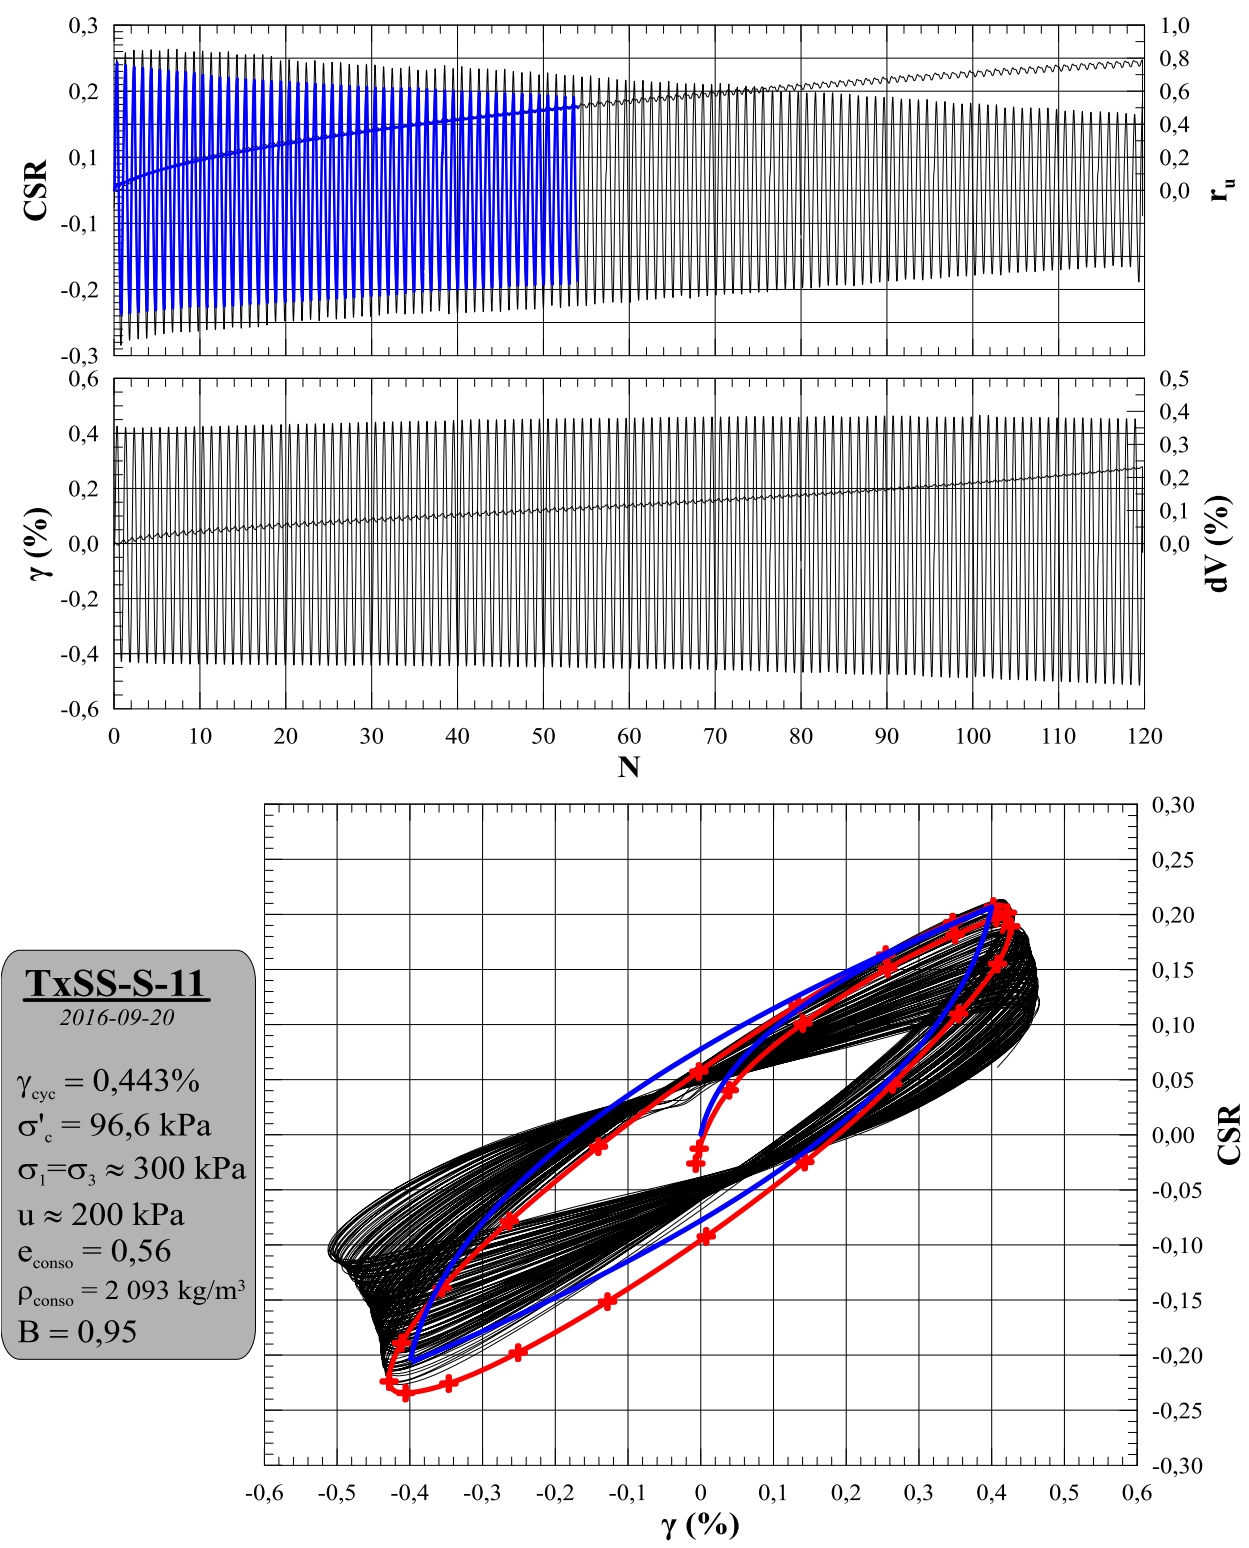 0,3
0,2
0,1
-0,1
-0,2
-0,3
CSR
1,0
0,8
0,6
0,4
0,2
0,0
r_u
0,6
0,4
0,2
0,0
-0,2
-0,4
-0,6
γ (%)
0,5
0,4
0,3
0,2
0,1
0,0
dV (%)
0 10 20 30 40 50 60 70 80 90 100 110 120
N
TxSS-S-11
2016-09-20
γcyc = 0,443%
σ'c = 96,6 kPa
σ1=σ3 ≈ 300 kPa
u ≈ 200 kPa
econso = 0,56
ρconso = 2 093 kg/m³
B = 0,95
0,30
0,25
0,20
0,15
0,10
0,05
0,00
-0,05
-0,10
-0,15
-0,20
-0,25
-0,30
CSR
-0,6 -0,5 -0,4 -0,3 -0,2 -0,1 0 0,1 0,2 0,3 0,4 0,5 0,6
γ (%)